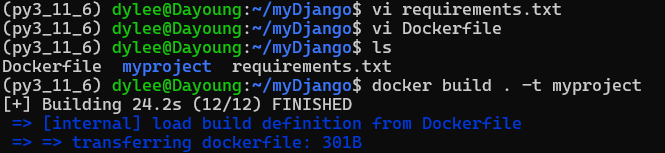 (py3_11_6) dylee@Dayoung:~/myDjango$ vi requirements.txt
(py3_11_6) dylee@Dayoung:~/myDjango$ vi Dockerfile
(py3_11_6) dylee@Dayoung:~/myDjango$ ls
Dockerfile  myproject  requirements.txt
(py3_11_6) dylee@Dayoung:~/myDjango$ docker build . -t myproject
[+] Building 24.2s (12/12) FINISHED
 => [internal] load build definition from Dockerfile
 => => transferring dockerfile: 301B